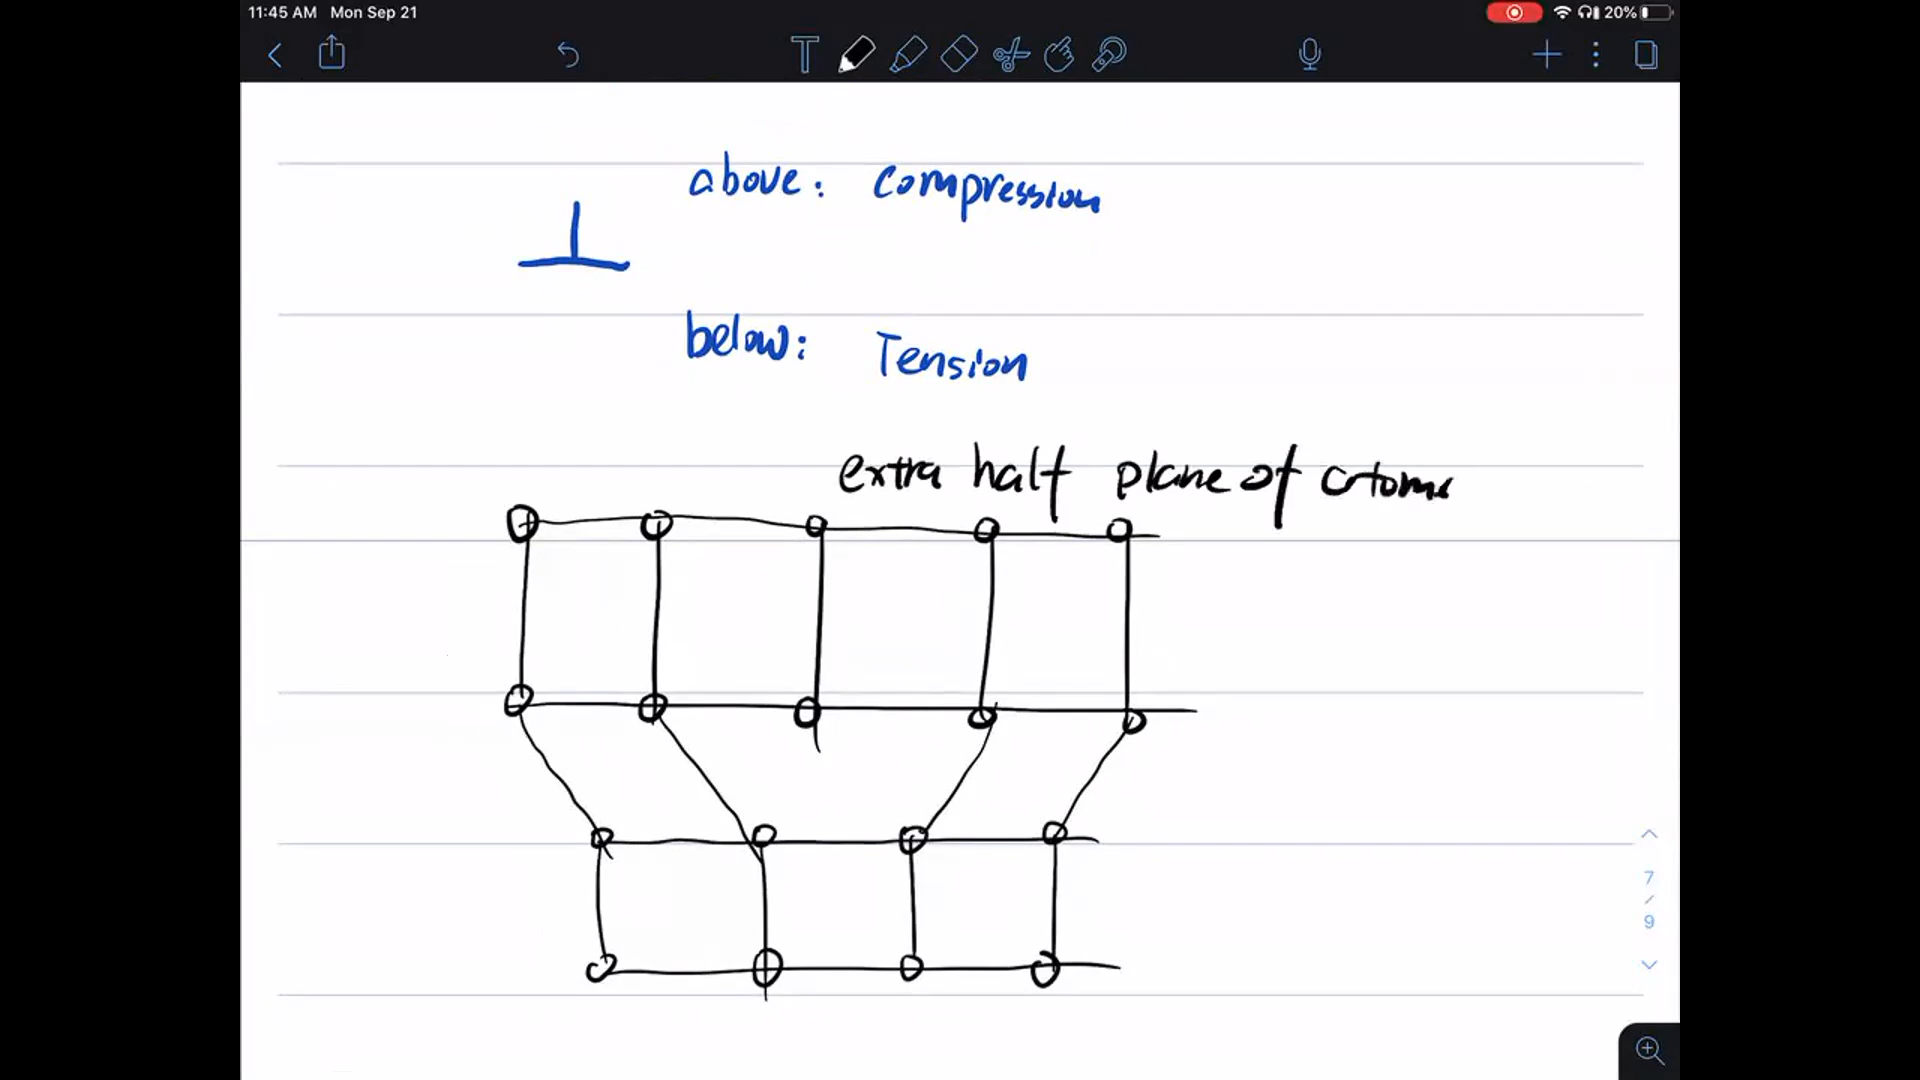 11:45 AM Mon Sep 21
20%
T
above: compression
⊥
below: Tension
extra half plane of atoms
7
/
9